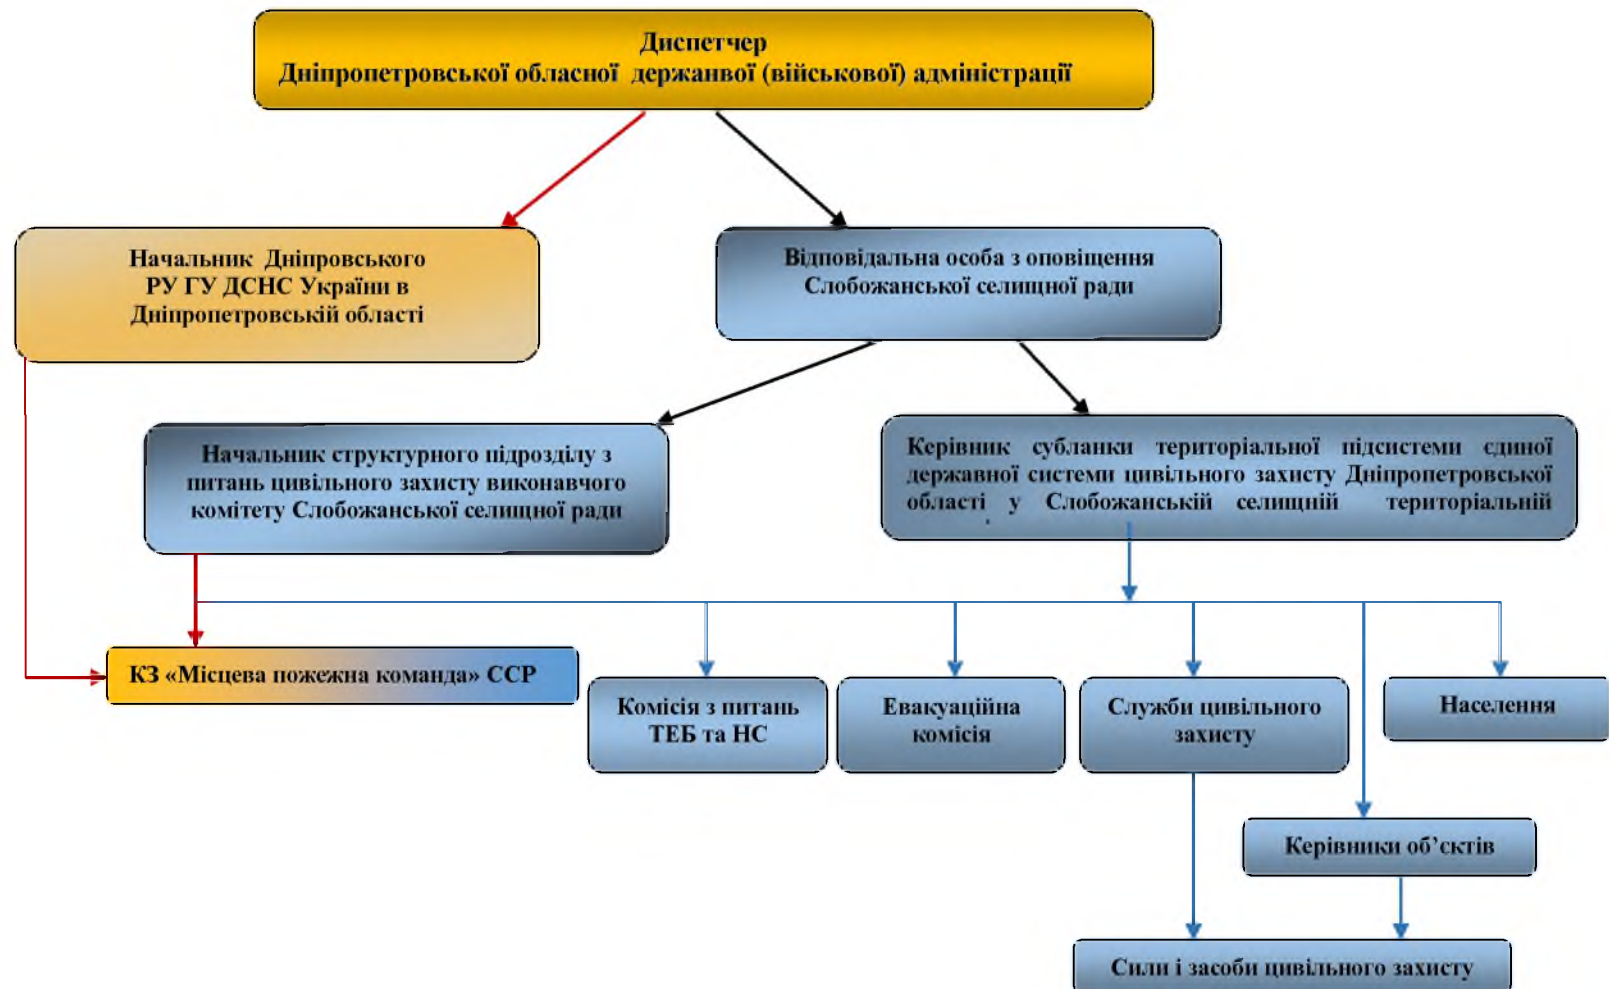 Диспетчер
Дніпропетровської обласної держанвої (військової) адміністрації
Начальник Дніпровського
РУ ГУ ДСНС України в
Дніпропетровській області
Відповідальна особа з оповіщення
Слобожанської селищної ради
Начальник структурного підрозділу з
питань цивільного захисту виконавчого
комітету Слобожанської селищної ради
Керівник субланки територіальної підсистеми єдиної
державної системи цивільного захисту Дніпропетровської
області у Слобожанській селищній територіальній
КЗ «Місцева пожежна команда» ССР
Комісія з питань
ТЕБ та НС
Евакуаційна
комісія
Служби цивільного
захисту
Населення
Керівники об’єктів
Сили і засоби цивільного захисту